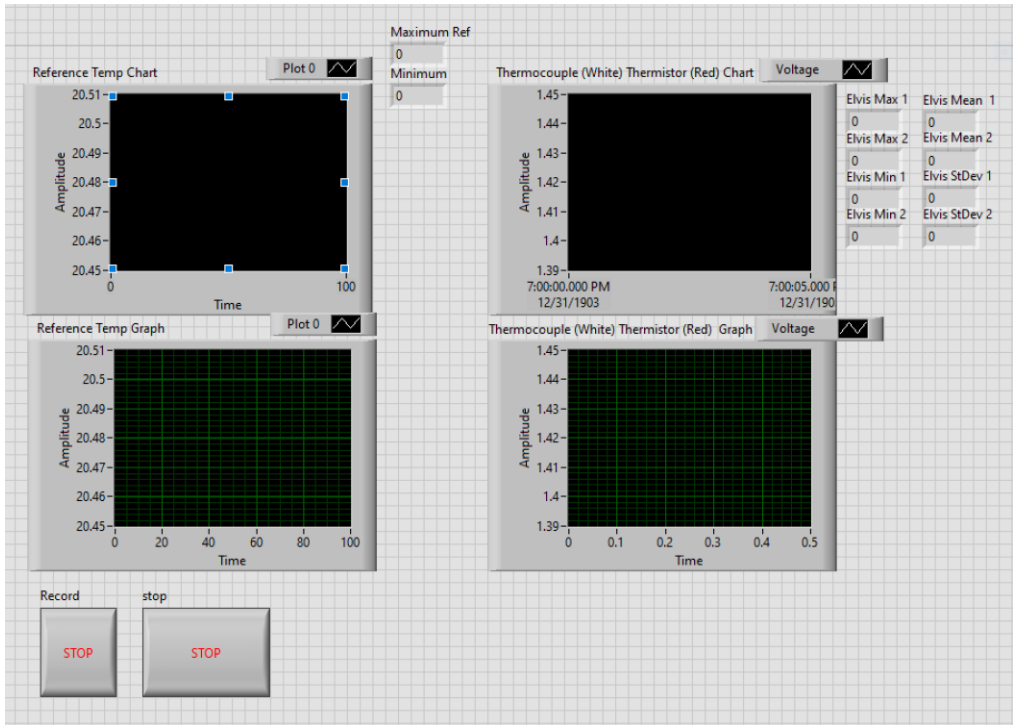 Maximum Ref
0
Minimum
0
Reference Temp Chart
Plot 0
20.51
20.5
20.49
20.48
20.47
20.46
20.45
Amplitude
0
100
Time
Thermocouple (White) Thermistor (Red) Chart
Voltage
1.45
1.44
1.43
1.42
1.41
1.4
1.39
Amplitude
7:00:00.000 PM
12/31/1903
7:00:05.000
12/31/190
Elvis Max 1
0
Elvis Mean 1
0
Elvis Max 2
0
Elvis Mean 2
0
Elvis Min 1
0
Elvis StDev 1
0
Elvis Min 2
0
Elvis StDev 2
0
Reference Temp Graph
Plot 0
20.51
20.5
20.49
20.48
20.47
20.46
20.45
Amplitude
0 20 40 60 80 100
Time
Thermocouple (White) Thermistor (Red) Graph
Voltage
1.45
1.44
1.43
1.42
1.41
1.4
1.39
Amplitude
0 0.1 0.2 0.3 0.4 0.5
Time
Record
STOP
stop
STOP